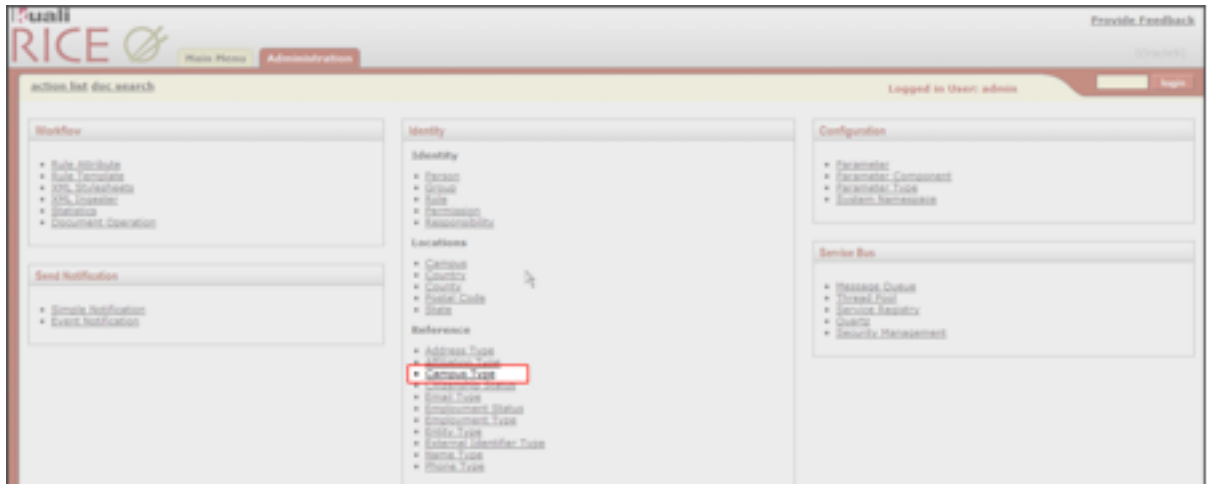 Kuali
RICE
Provide Feedback
Main Menu
Administration
action list doc search
Logged in User: admin
login
Workflow
Rule Attribute
Rule Template
XML Stylesheets
XML Ingester
Statistics
Document Operation
Send Notification
Simple Notification
Event Notification
Identity
Identity
Person
Group
Role
Permission
Responsibility
Locations
Campus
Country
County
Postal Code
State
Reference
Address Type
Affiliation Type
Campus Type
Citizenship Status
Email Type
Employment Status
Employment Type
Entity Type
External Identifier Type
Name Type
Phone Type
Configuration
Parameter
Parameter Component
Parameter Type
System Namespace
Service Bus
Message Queue
Thread Pool
Service Registry
Quartz
Security Management